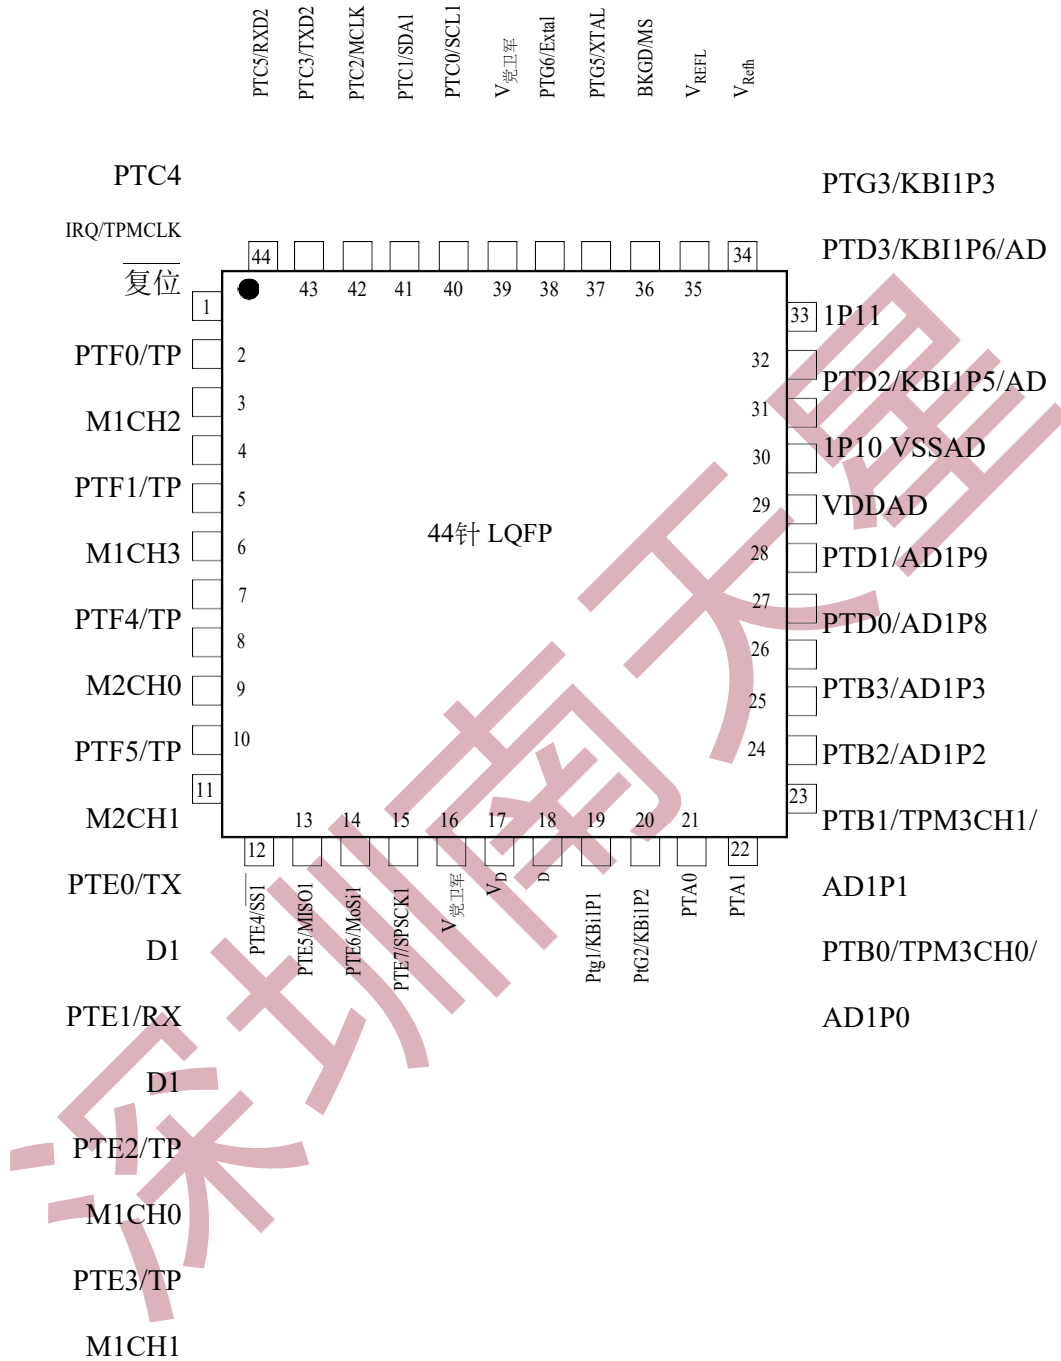 PTC5/RXD2
PTC3/TXD2
PTC2/MCLK
PTC1/SDA1
PTC0/SCL1
V党卫军
PTG6/Extal
PTG5/XTAL
BKGD/MS
VREFL
VRefh
PTC4
IRQ/TPMCLK
复位
PTF0/TP
M1CH2
PTF1/TP
M1CH3
PTF4/TP
M2CH0
PTF5/TP
M2CH1
PTE0/TX
D1
PTE1/RX
D1
PTE2/TP
M1CH0
PTE3/TP
M1CH1
44
43
42
41
40
39
38
37
36
35
34
1
2
3
4
5
6
7
8
9
10
11
44针 LQFP
33
32
31
30
29
28
27
26
25
24
23
12
13
14
15
16
17
18
19
20
21
22
PTE4/SS1
PTE5/MISO1
PTE6/MoSi1
PTE7/SPSCK1
V党卫军
VD
D
Ptg1/KBi1P1
PtG2/KBi1P2
PTA0
PTA1
PTG3/KBI1P3
PTD3/KBI1P6/AD
1P11
PTD2/KBI1P5/AD
1P10 VSSAD
VDDAD
PTD1/AD1P9
PTD0/AD1P8
PTB3/AD1P3
PTB2/AD1P2
PTB1/TPM3CH1/
AD1P1
PTB0/TPM3CH0/
AD1P0
深圳南天星